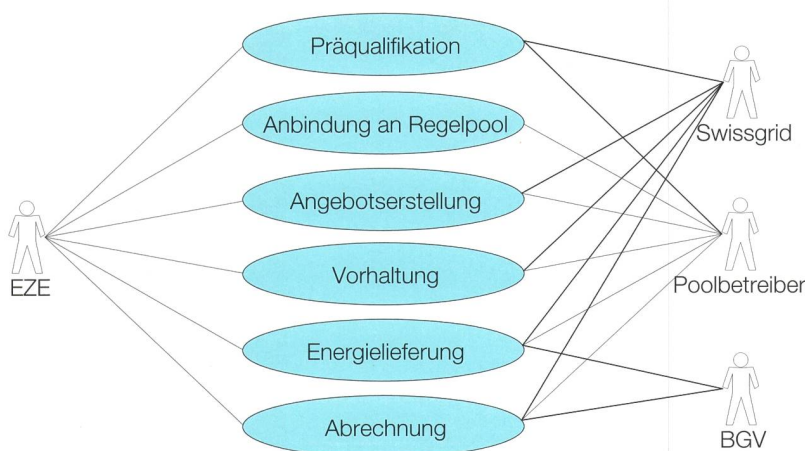 Präqualifikation
Anbindung an Regelpool
Angebotserstellung
Vorhaltung
Energielieferung
Abrechnung
EZE
Swissgrid
Poolbetreiber
BGV